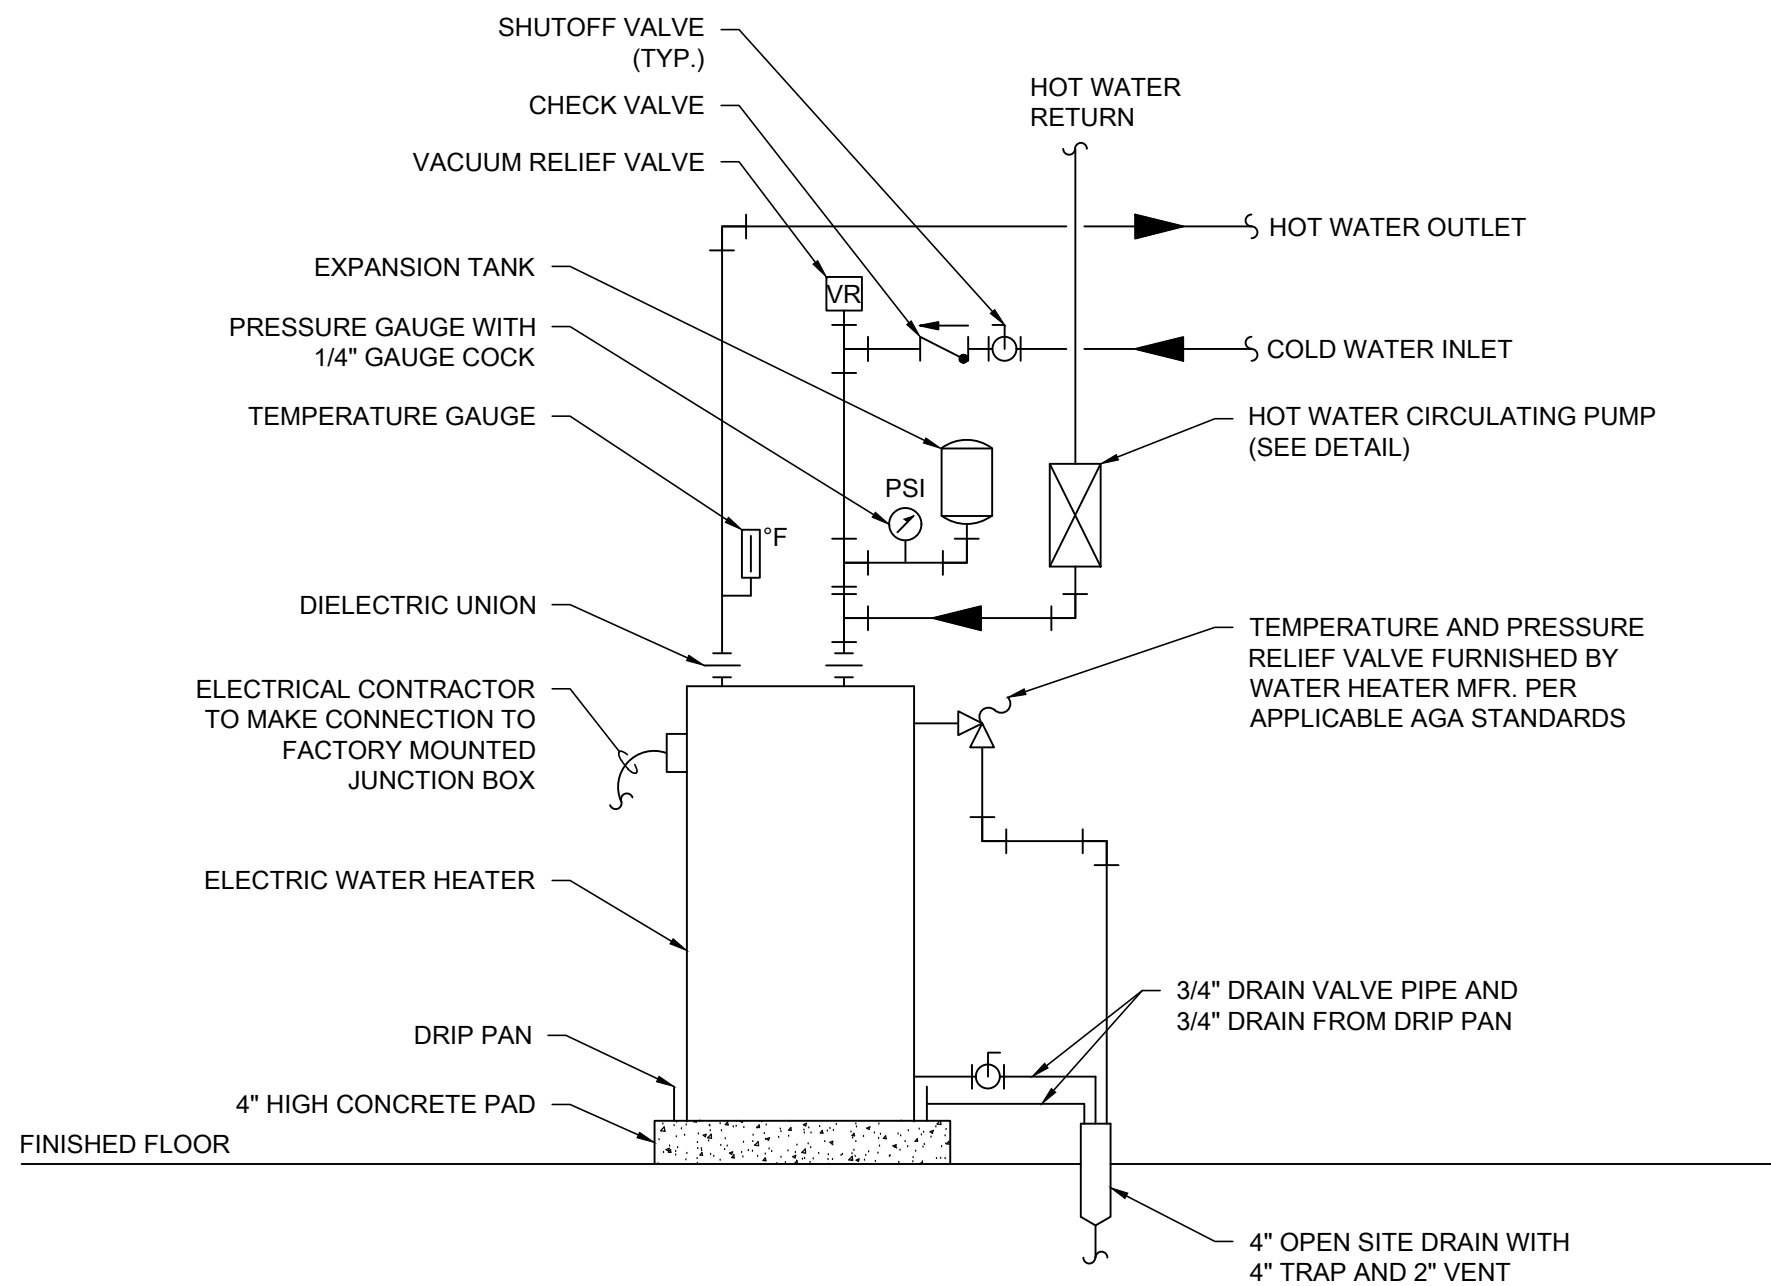 SHUTOFF VALVE
(TYP.)
CHECK VALVE
VACUUM RELIEF VALVE
HOT WATER
RETURN
HOT WATER OUTLET
EXPANSION TANK
VR
PRESSURE GAUGE WITH
1/4" GAUGE COCK
COLD WATER INLET
TEMPERATURE GAUGE
HOT WATER CIRCULATING PUMP
(SEE DETAIL)
PSI
°F
DIELECTRIC UNION
TEMPERATURE AND PRESSURE
RELIEF VALVE FURNISHED BY
WATER HEATER MFR. PER
APPLICABLE AGA STANDARDS
ELECTRICAL CONTRACTOR
TO MAKE CONNECTION TO
FACTORY MOUNTED
JUNCTION BOX
ELECTRIC WATER HEATER
3/4" DRAIN VALVE PIPE AND
3/4" DRAIN FROM DRIP PAN
DRIP PAN
4" HIGH CONCRETE PAD
FINISHED FLOOR
4" OPEN SITE DRAIN WITH
4" TRAP AND 2" VENT